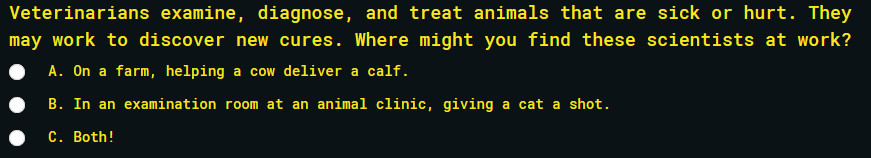 Veterinarians examine, diagnose, and treat animals that are sick or hurt. They
may work to discover new cures. Where might you find these scientists at work?
A. On a farm, helping a cow deliver a calf.
B. In an examination room at an animal clinic, giving a cat a shot.
C. Both!